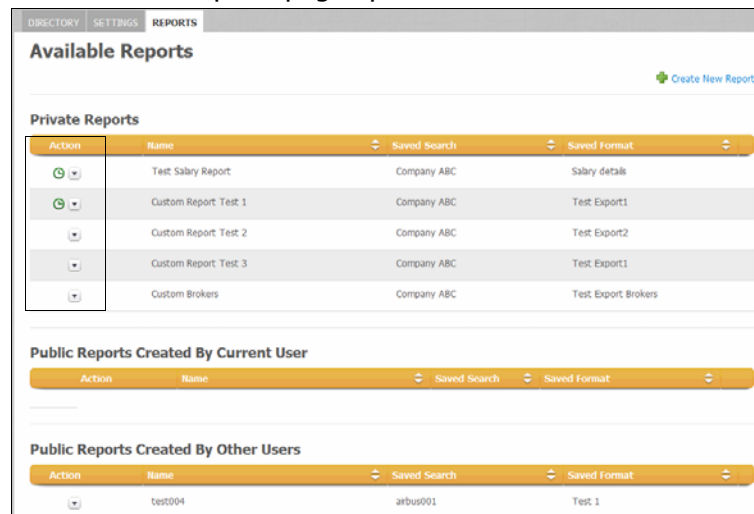 DIRECTORY SETTINGS REPORTS
Available Reports
Create New Report
Private Reports
Action Name Saved Search Saved Format
Test Salary Report Company ABC Salary details
Custom Report Test 1 Company ABC Test Export1
Custom Report Test 2 Company ABC Test Export2
Custom Report Test 3 Company ABC Test Export1
Custom Brokers Company ABC Test Export Brokers
Public Reports Created By Current User
Action Name Saved Search Saved Format
Public Reports Created By Other Users
Action Name Saved Search Saved Format
test004 airbus001 Test 1